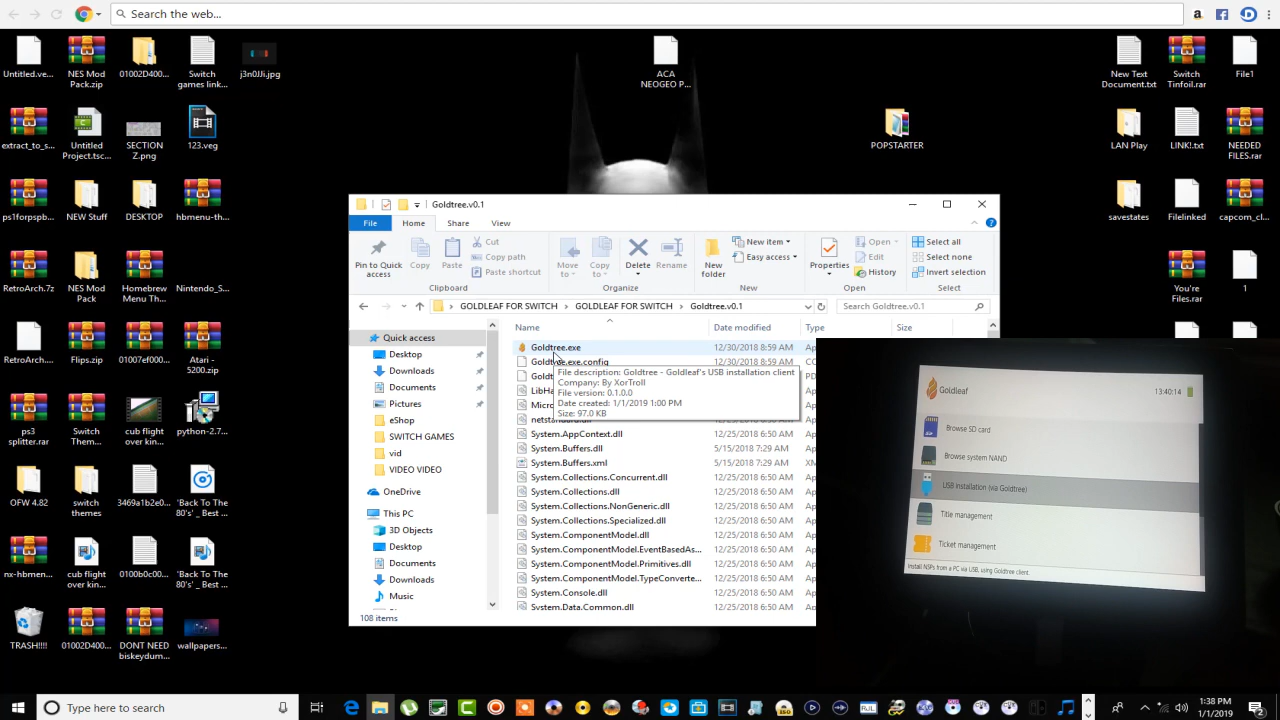 Search the web...
Untitled.ve...
NES Mod
Pack.zip
01002D400...
Switch
games link...
j3n0JJi.jpg
ACA
NEOGEO P...
New Text
Document.txt
Switch
Tinfoil.rar
File1
extract_to_s...
Untitled
Project.tsc...
SECTION
Z.png
123.veg
POPSTARTER
LAN Play
LINK!.txt
NEEDED
FILES.rar
ps1forpspb...
NEW Stuff
DESKTOP
hbmenu-th...
savestates
Filelinked
capcom_cl...
RetroArch.7z
NES Mod
Pack
Homebrew
Menu Th...
Nintendo_S...
You're
Files.rar
1
RetroArch...
Flips.zip
01007ef000...
Atari -
5200.zip
ps3
splitter.rar
Switch
Them...
cub flight
over kin...
python-2.7...
OFW 4.82
switch
themes
3469a1b2e0...
'Back To The
80's' _ Best ...
nx-hbmen...
cub flight
over kin...
0100b0c00...
'Back To The
80's' _ Best ...
TRASH!!!!
01002D400...
DONT NEED
biskeydum...
wallpapers...
Goldtree.v0.1
File
Home
Share
View
Pin to Quick
access
Copy
Paste
Cut
Copy path
Paste shortcut
Clipboard
Move
to
Copy
to
Delete
Rename
Organize
New
folder
New item
Easy access
New
Properties
Open
Edit
History
Open
Select all
Select none
Invert selection
Select
GOLDLEAF FOR SWITCH > GOLDLEAF FOR SWITCH > Goldtree.v0.1
Search Goldtree.v0.1
Quick access
Desktop
Downloads
Documents
Pictures
eShop
SWITCH GAMES
vid
VIDEO VIDEO
OneDrive
This PC
3D Objects
Desktop
Documents
Downloads
Music
Name Date modified Type Size
Goldtree.exe 12/30/2018 8:59 AM Ap
Goldtree.exe.config 12/30/2018 8:59 AM CO
File description: Goldtree - Goldleaf's USB installation client
Company: By XorTroll
File version: 0.1.0.0
Date created: 1/1/2019 1:00 PM
Size: 97.0 KB
System.AppContext.dll 12/25/2018 6:50 AM Ap
System.Buffers.dll 5/15/2018 7:29 AM Ap
System.Buffers.xml 5/15/2018 7:29 AM XM
System.Collections.Concurrent.dll 12/25/2018 6:50 AM Ap
System.Collections.dll 12/25/2018 6:50 AM Ap
System.Collections.NonGeneric.dll 12/25/2018 6:50 AM Ap
System.Collections.Specialized.dll 12/25/2018 6:50 AM Ap
System.ComponentModel.dll 12/25/2018 6:50 AM Ap
System.ComponentModel.EventBasedAs... 12/25/2018 6:50 AM Ap
System.ComponentModel.Primitives.dll 12/25/2018 6:50 AM Ap
System.ComponentModel.TypeConverte... 12/25/2018 6:50 AM Ap
System.Console.dll 12/25/2018 6:50 AM Ap
System.Data.Common.dll 12/25/2018 6:50 AM Ap
108 items
Goldleaf
13:40:14
Browse SD card
Browse system NAND
USB installation (via Goldtree)
Title management
Ticket management
Install NSPs from a PC via USB, using Goldtree client.
Type here to search
1:38 PM
1/1/2019
2